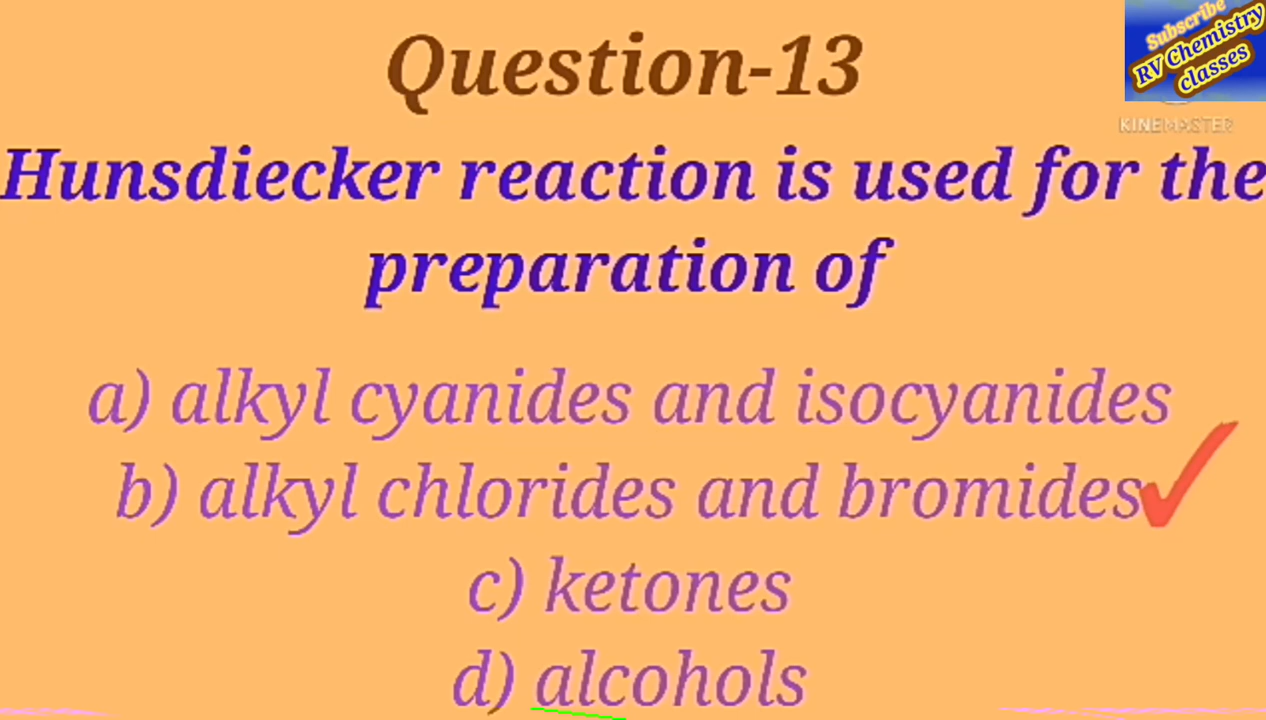 Question-13
Subscribe
RV Chemistry
classes
KINEMASTER
Hunsdiecker reaction is used for the
preparation of
a) alkyl cyanides and isocyanides
b) alkyl chlorides and bromides
c) ketones
d) alcohols